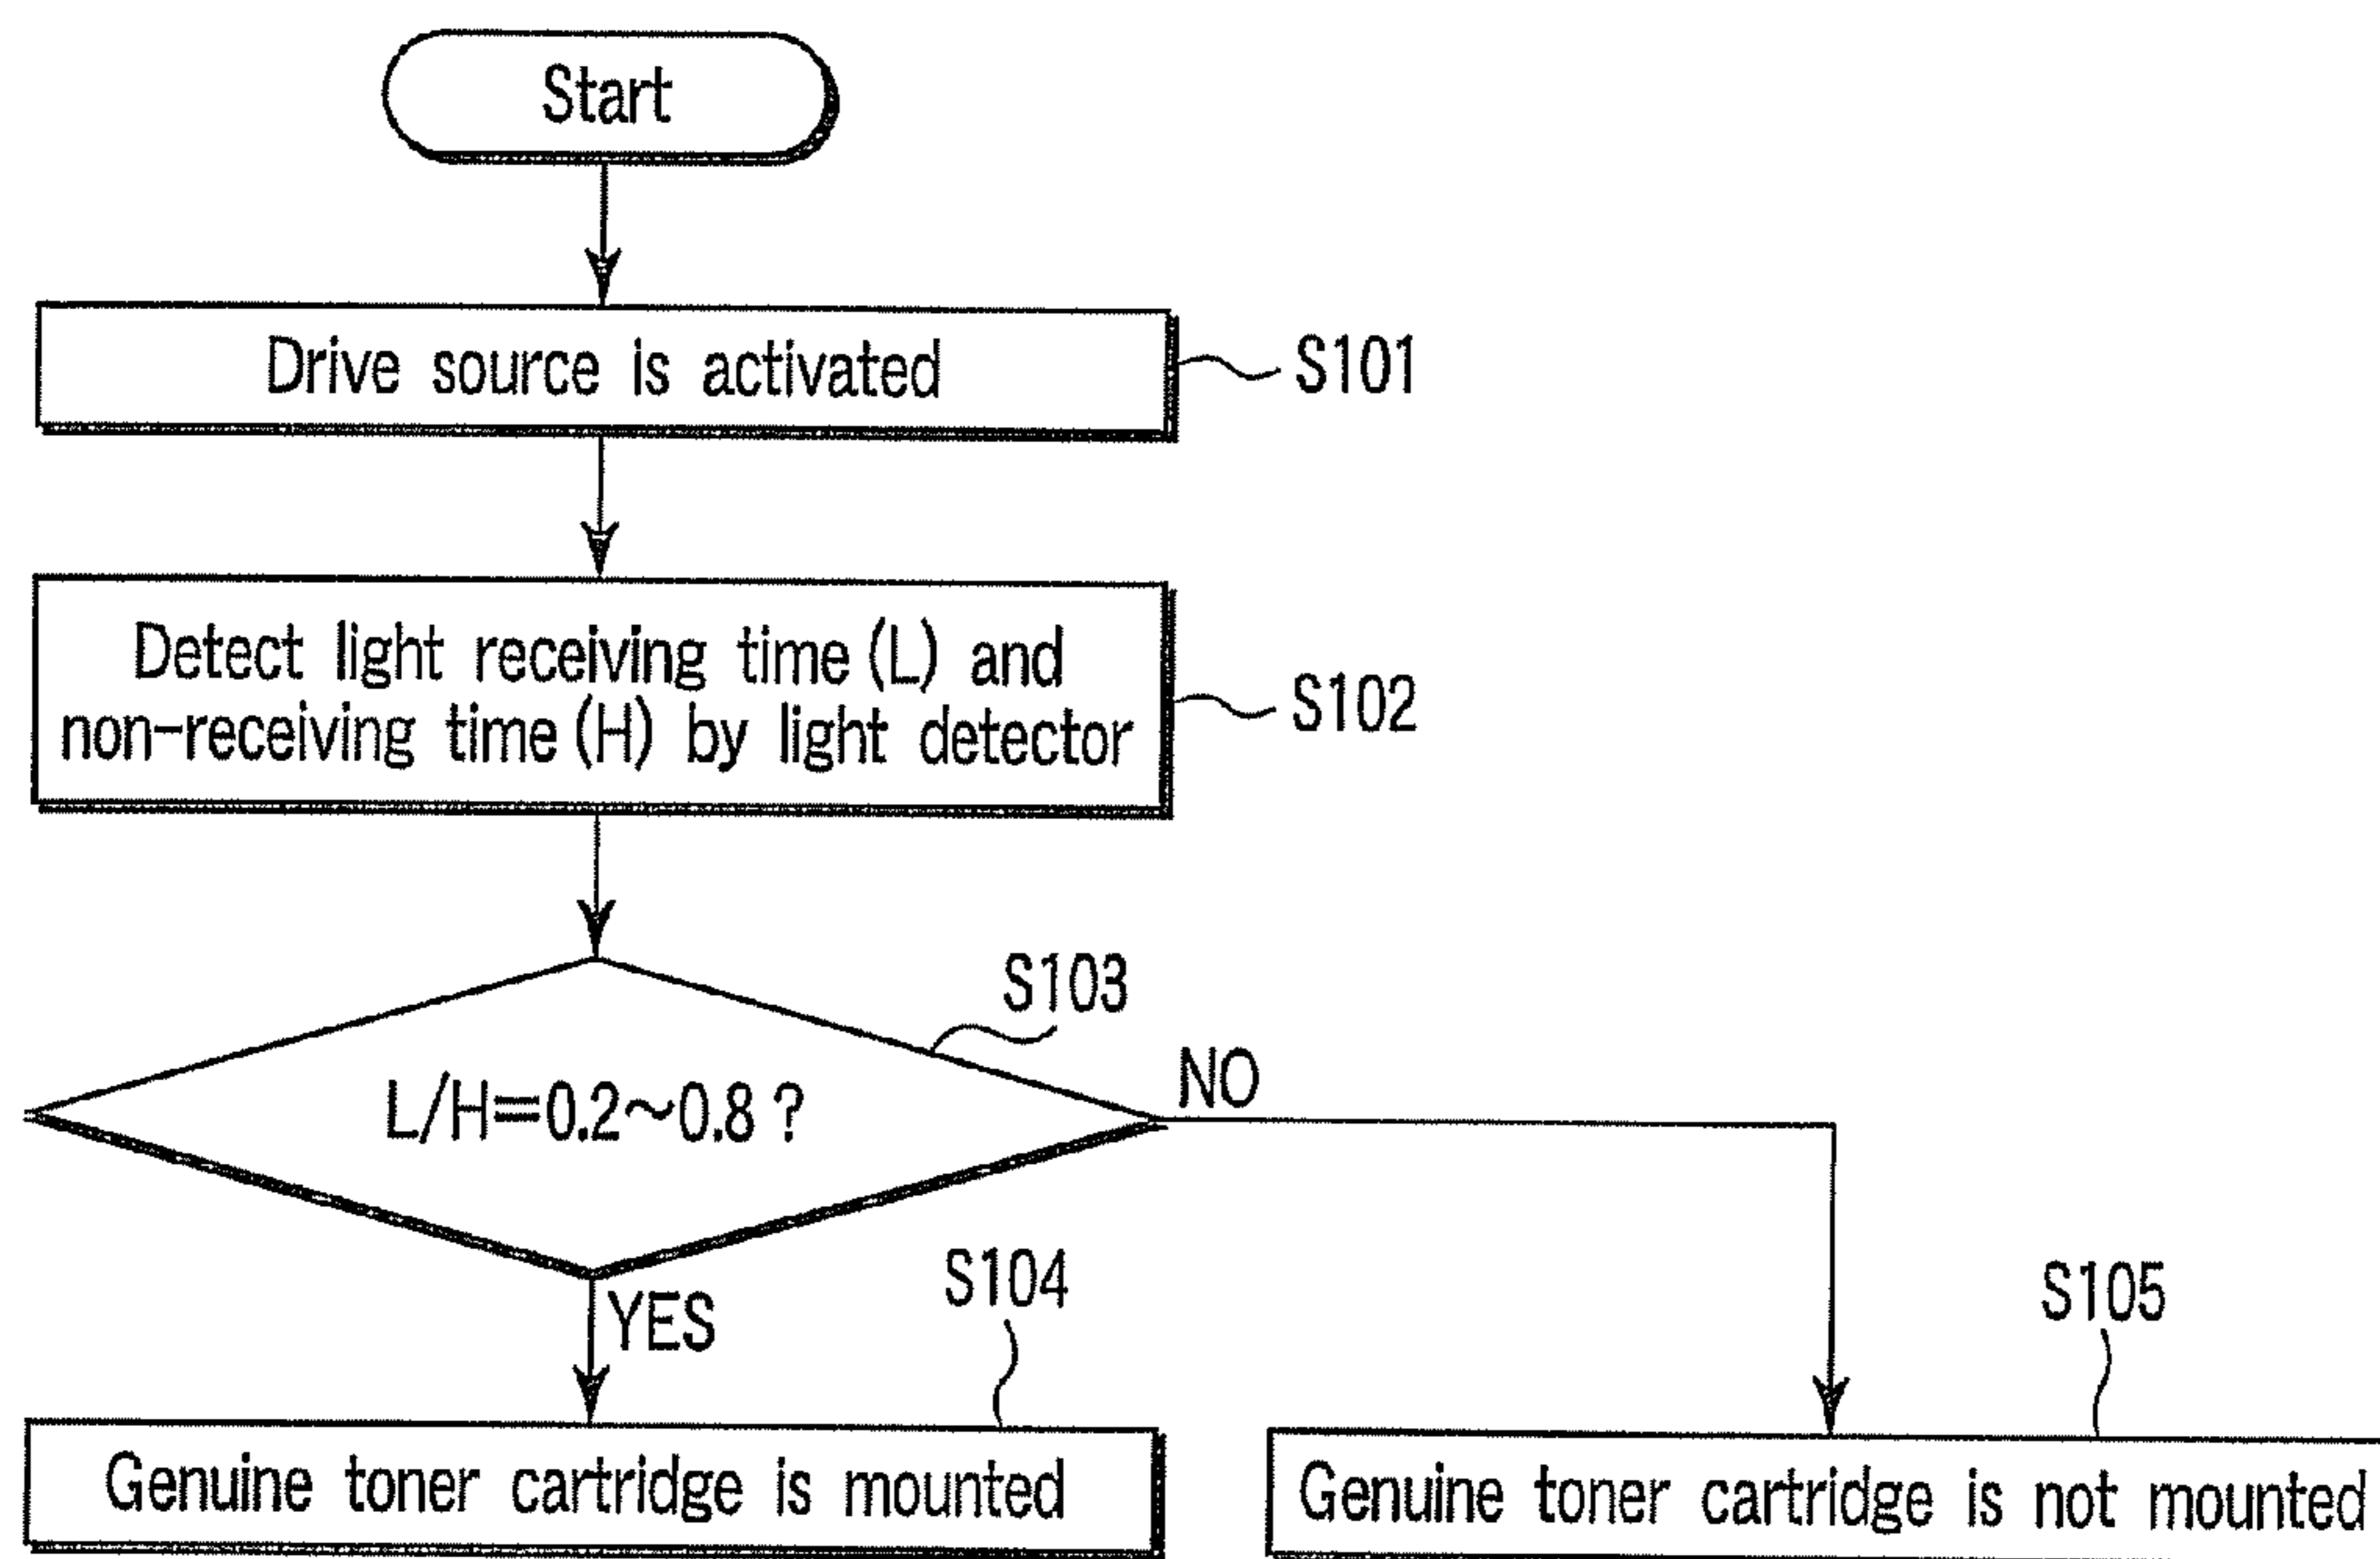 Start
Drive source is activated
S101
Detect light receiving time (L) and
non-receiving time (H) by light detector
S102
S103
L/H=0.2~0.8 ?
NO
YES
S104
Genuine toner cartridge is mounted
S105
Genuine toner cartridge is not mounted